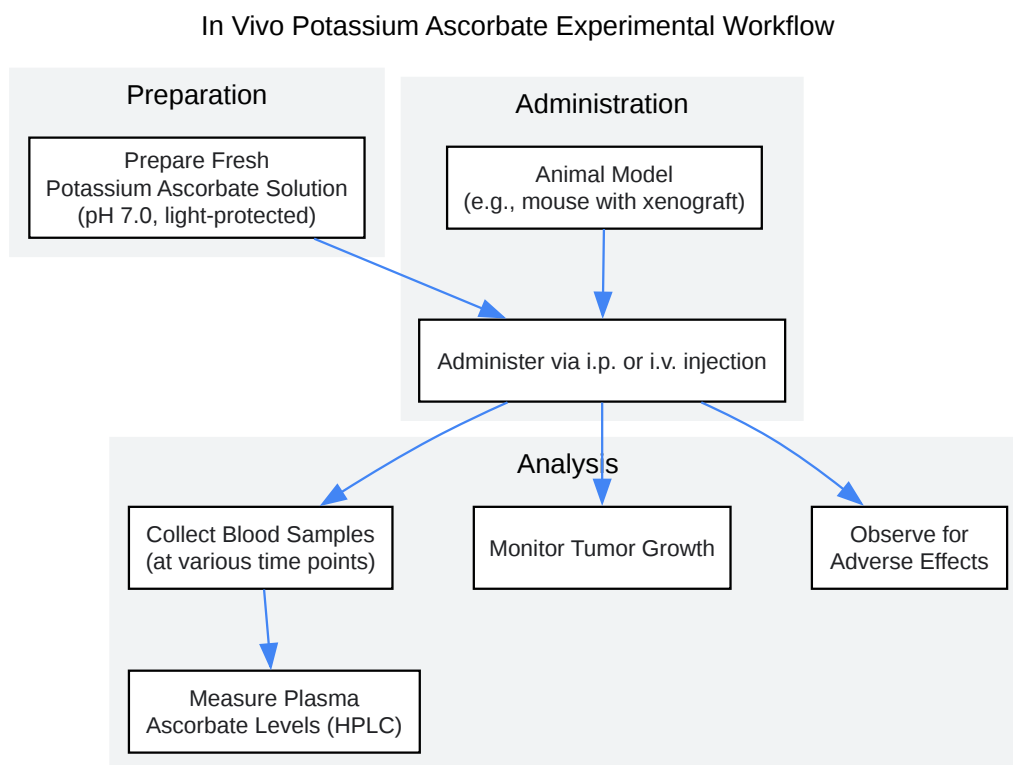 In Vivo Potassium Ascorbate Experimental Workflow
Preparation
Prepare Fresh
Potassium Ascorbate Solution
(pH 7.0, light-protected)
Administration
Animal Model
(e.g., mouse with xenograft)
Administer via i.p. or i.v. injection
Analysis
Collect Blood Samples
(at various time points)
Monitor Tumor Growth
Observe for
Adverse Effects
Measure Plasma
Ascorbate Levels (HPLC)